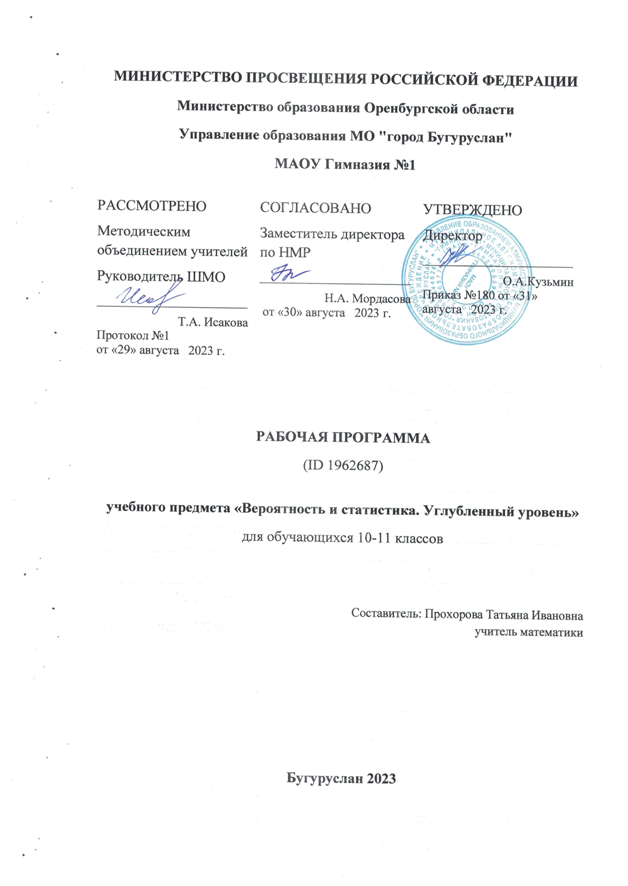 МИНИСТЕРСТВО ПРОСВЕЩЕНИЯ РОССИЙСКОЙ ФЕДЕРАЦИИ
Министерство образования Оренбургской области
Управление образования МО "город Бугуруслан"
МАОУ Гимназия №1
РАССМОТРЕНО
Методическим
объединением учителей
Руководитель ШМО
Т.А. Исакова
Протокол №1
от «29» августа 2023 г.
СОГЛАСОВАНО
Заместитель директора
по НМР
Н.А. Мордасова
от «30» августа 2023 г.
УТВЕРЖДЕНО
Директор
О.А.Кузьмин
Приказ №180 от «31»
августа 2023 г.
РАБОЧАЯ ПРОГРАММА
(ID 1962687)
учебного предмета «Вероятность и статистика. Углубленный уровень»
для обучающихся 10-11 классов
Составитель: Прохорова Татьяна Ивановна
учитель математики
Бугуруслан 2023